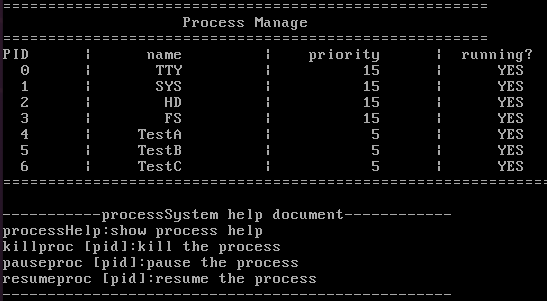 ==================================================
Process Manage
==================================================
PID ¦ name ¦ priority ¦ running?
0 ¦ TTY ¦ 15 ¦ YES
1 ¦ SYS ¦ 15 ¦ YES
2 ¦ HD ¦ 15 ¦ YES
3 ¦ FS ¦ 15 ¦ YES
4 ¦ TestA ¦ 5 ¦ YES
5 ¦ TestB ¦ 5 ¦ YES
6 ¦ TestC ¦ 5 ¦ YES
=========================================================
-----------processSystem help document------------
processHelp:show process help
killproc [pid]:kill the process
pauseproc [pid]:pause the process
resumeproc [pid]:resume the process
--------------------------------------------------